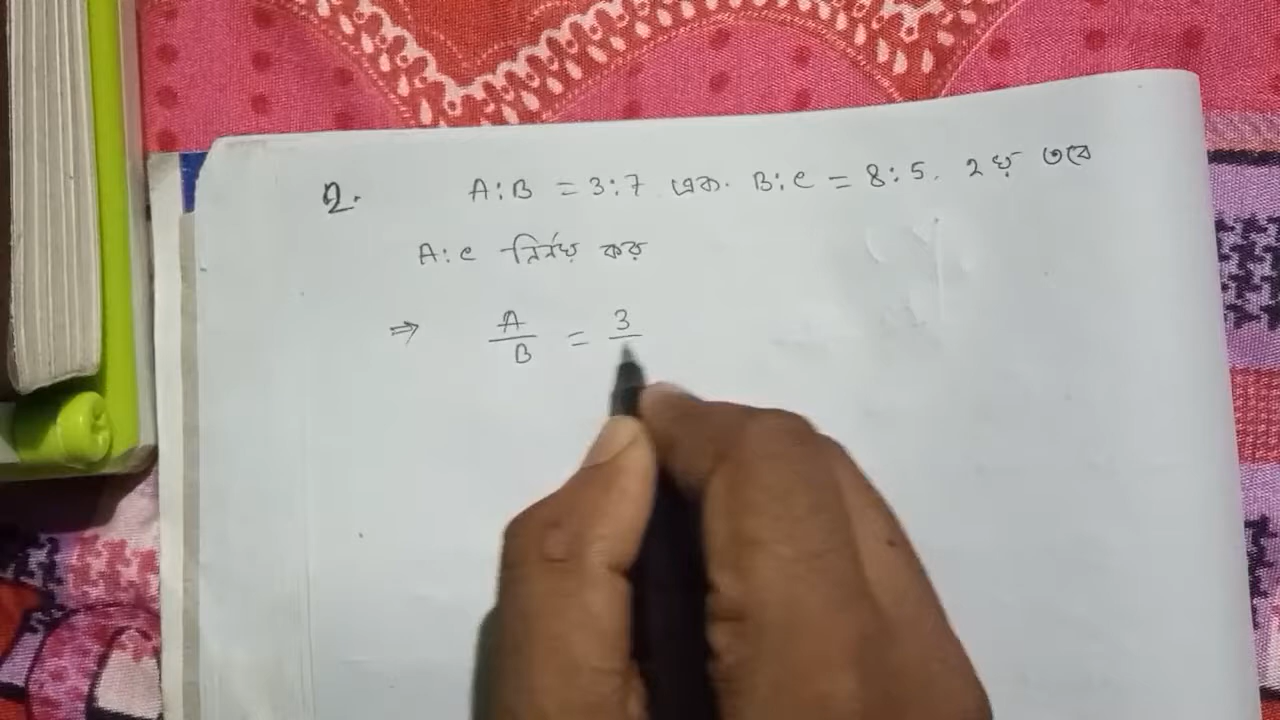 2. A:B = 3:7 এবং B:C = 8:5. হয় তবে
A:C নির্ণয় কর
⇒ A/B = 3/